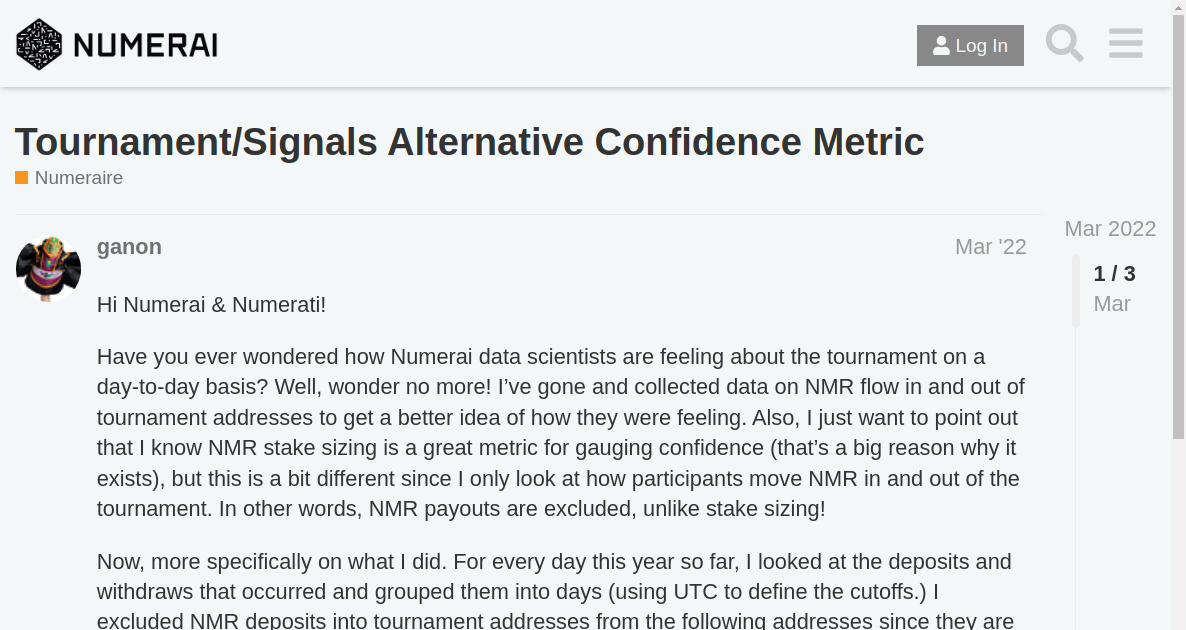 NUMERAI
Log In
Tournament/Signals Alternative Confidence Metric
Numeraire
Mar 2022
ganon
Mar '22
1 / 3
Mar
Hi Numerai & Numerati!
Have you ever wondered how Numerai data scientists are feeling about the tournament on a
day-to-day basis? Well, wonder no more! I’ve gone and collected data on NMR flow in and out of
tournament addresses to get a better idea of how they were feeling. Also, I just want to point out
that I know NMR stake sizing is a great metric for gauging confidence (that’s a big reason why it
exists), but this is a bit different since I only look at how participants move NMR in and out of the
tournament. In other words, NMR payouts are excluded, unlike stake sizing!
Now, more specifically on what I did. For every day this year so far, I looked at the deposits and
withdraws that occurred and grouped them into days (using UTC to define the cutoffs.) I
excluded NMR deposits into tournament addresses from the following addresses since they are